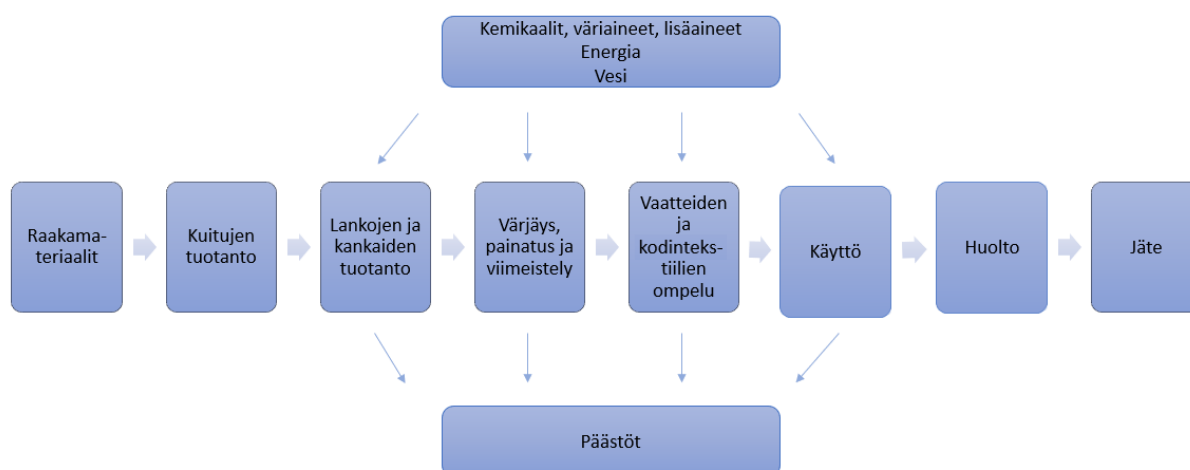 Kemikaalit, väriaineet, lisäaineet
Energia
Vesi
Raakama-
teriaalit
Kuitujen
tuotanto
Lankojen ja
kankaiden
tuotanto
Värjäys,
painatus ja
viimeistely
Vaatteiden
ja
kodinteks-
tiilien
ompelu
Käyttö
Huolto
Jäte
Päästöt